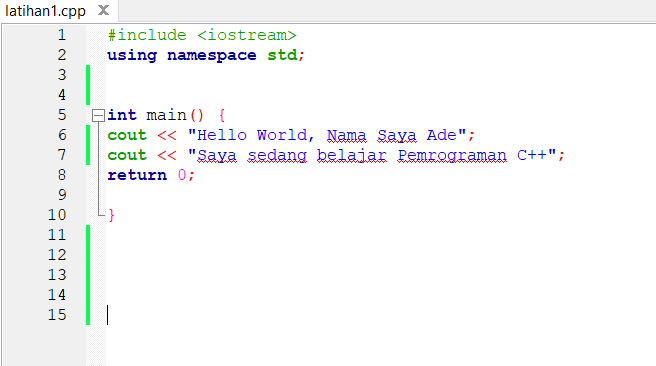 latihan1.cpp X
1 #include <iostream>
2 using namespace std;
3
4
5 int main() {
6 cout << "Hello World, Nama Saya Ade";
7 cout << "Saya sedang belajar Pemrograman C++";
8 return 0;
9
10 }
11
12
13
14
15